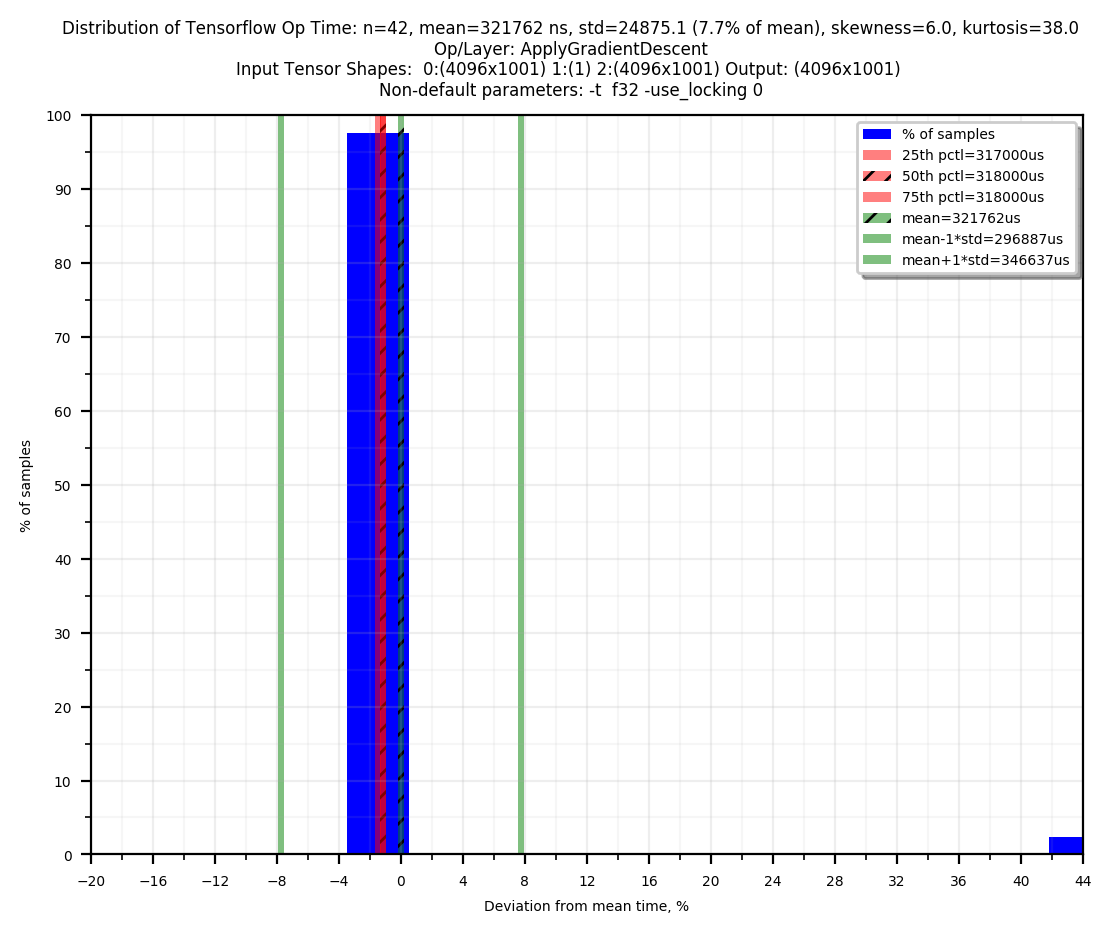 Distribution of Tensorflow Op Time: n=42, mean=321762 ns, std=24875.1 (7.7% of mean), skewness=6.0, kurtosis=38.0
Op/Layer: ApplyGradientDescent
Input Tensor Shapes:  0:(4096x1001) 1:(1) 2:(4096x1001) Output: (4096x1001)
Non-default parameters: -t  f32 -use_locking 0
% of samples
25th pctl=317000us
50th pctl=318000us
75th pctl=318000us
mean=321762us
mean-1*std=296887us
mean+1*std=346637us
100
90
80
70
60
50
40
30
20
10
0
% of samples
−20 −16 −12 −8 −4 0 4 8 12 16 20 24 28 32 36 40 44
Deviation from mean time, %